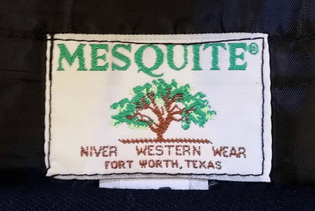 MESQUITE®
NIVER WESTERN WEAR
FORT WORTH, TEXAS